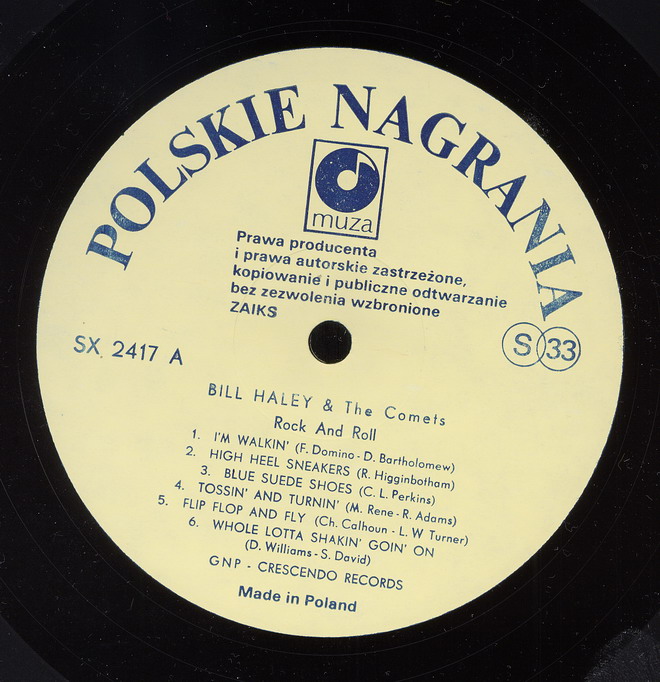 POLSKIE NAGRANIA
muza
Prawa producenta
i prawa autorskie zastrzeżone,
kopiowanie i publiczne odtwarzanie
bez zezwolenia wzbronione
ZAIKS
SX. 2417 A
S 33
BILL HALEY & The Comets
Rock And Roll
1. I'M WALKIN' (F. Domino - D. Bartholomew)
2. HIGH HEEL SNEAKERS (R. Higginbotham)
3. BLUE SUEDE SHOES (C. L. Perkins)
4. TOSSIN' AND TURNIN' (M. Rene - R. Adams)
5. FLIP FLOP AND FLY (Ch. Calhoun - L. W Turner)
6. WHOLE LOTTA SHAKIN' GOIN' ON
(D. Williams - S. David)
GNP - CRESCENDO RECORDS
Made in Poland